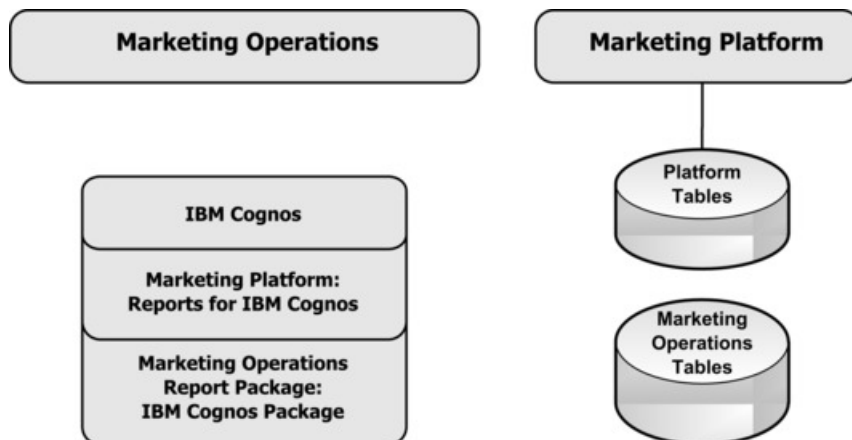 Marketing Operations
Marketing Platform
Platform
Tables
IBM Cognos
Marketing Platform:
Reports for IBM Cognos
Marketing
Operations
Tables
Marketing Operations
Report Package:
IBM Cognos Package